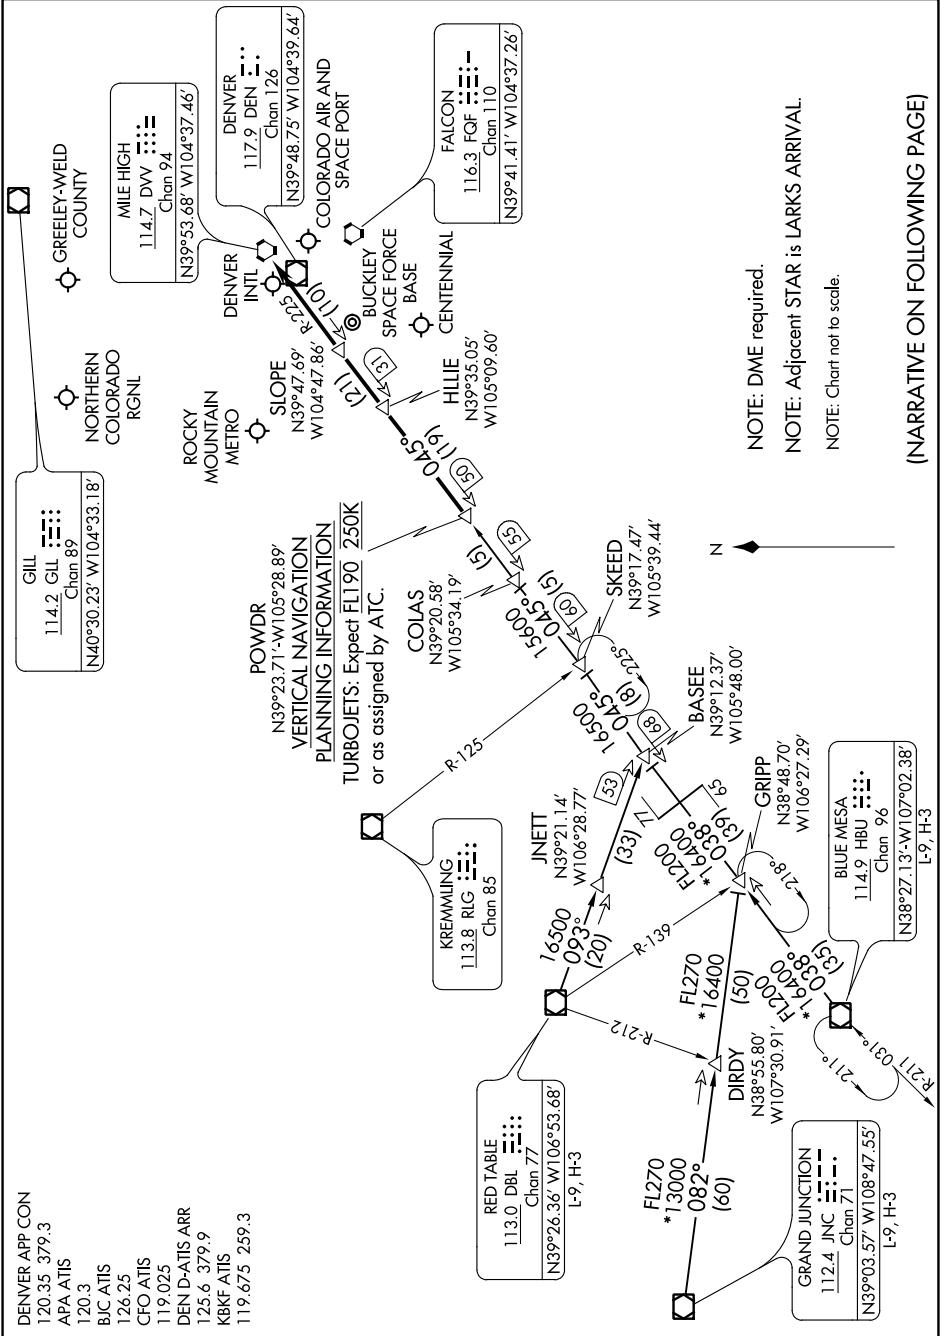 DENVER APP CON
120.35 379.3
APA ATIS
120.3
BJC ATIS
126.25
CFO ATIS
119.025
DEN D-ATIS ARR
125.6 379.9
KBKF ATIS
119.675 259.3
GILL
114.2 GLL
Chan 89
N40°30.23' W104°33.18'
NORTHERN
COLORADO
RGNL
GREELEY-WELD
COUNTY
MILE HIGH
114.7 DVV
Chan 94
N39°53.68' W104°37.46'
DENVER
117.9 DEN
Chan 126
N39°48.75' W104°39.64'
ROCKY
MOUNTAIN
METRO
DENVER
INTL
COLORADO AIR AND
SPACE PORT
FALCON
116.3 FQF
Chan 110
N39°41.41' W104°37.26'
BUCKLEY
SPACE FORCE
BASE
CENTENNIAL
R-225
(10)
SLOPE
N39°47.69'
W104°47.86'
(21)
31
HLLIE
N39°35.05'
W105°09.60'
045°
(19)
50
POWDR
N39°23.71'-W105°28.89'
VERTICAL NAVIGATION
PLANNING INFORMATION
TURBOJETS: Expect FL190 250K
or as assigned by ATC.
(5)
55
COLAS
N39°20.58'
W105°34.19'
15600
045°
(5)
60
SKEED
N39°17.47'
W105°39.44'
225°
16500
045°
(8)
68
BASEE
N39°12.37'
W105°48.00'
R-125
KREMMLING
113.8 RLG
Chan 85
53
JNETT
N39°21.14'
W106°28.77'
(33)
16500
093°
(20)
77
65
FL200
*16400
038°
(39)
GRIPP
N38°48.70'
W106°27.29'
218°
R-139
R-212
RED TABLE
113.0 DBL
Chan 77
N39°26.36' W106°53.68'
L-9, H-3
FL270
*16400
(50)
DIRDY
N38°55.80'
W107°30.91'
FL200
*16400
038°
(35)
BLUE MESA
114.9 HBU
Chan 96
N38°27.13'-W107°02.38'
L-9, H-3
211°
031°
R-211
FL270
*13000
082°
(60)
GRAND JUNCTION
112.4 JNC
Chan 71
N39°03.57' W108°47.55'
L-9, H-3
N
NOTE: DME required.
NOTE: Adjacent STAR is LARKS ARRIVAL.
NOTE: Chart not to scale.
(NARRATIVE ON FOLLOWING PAGE)